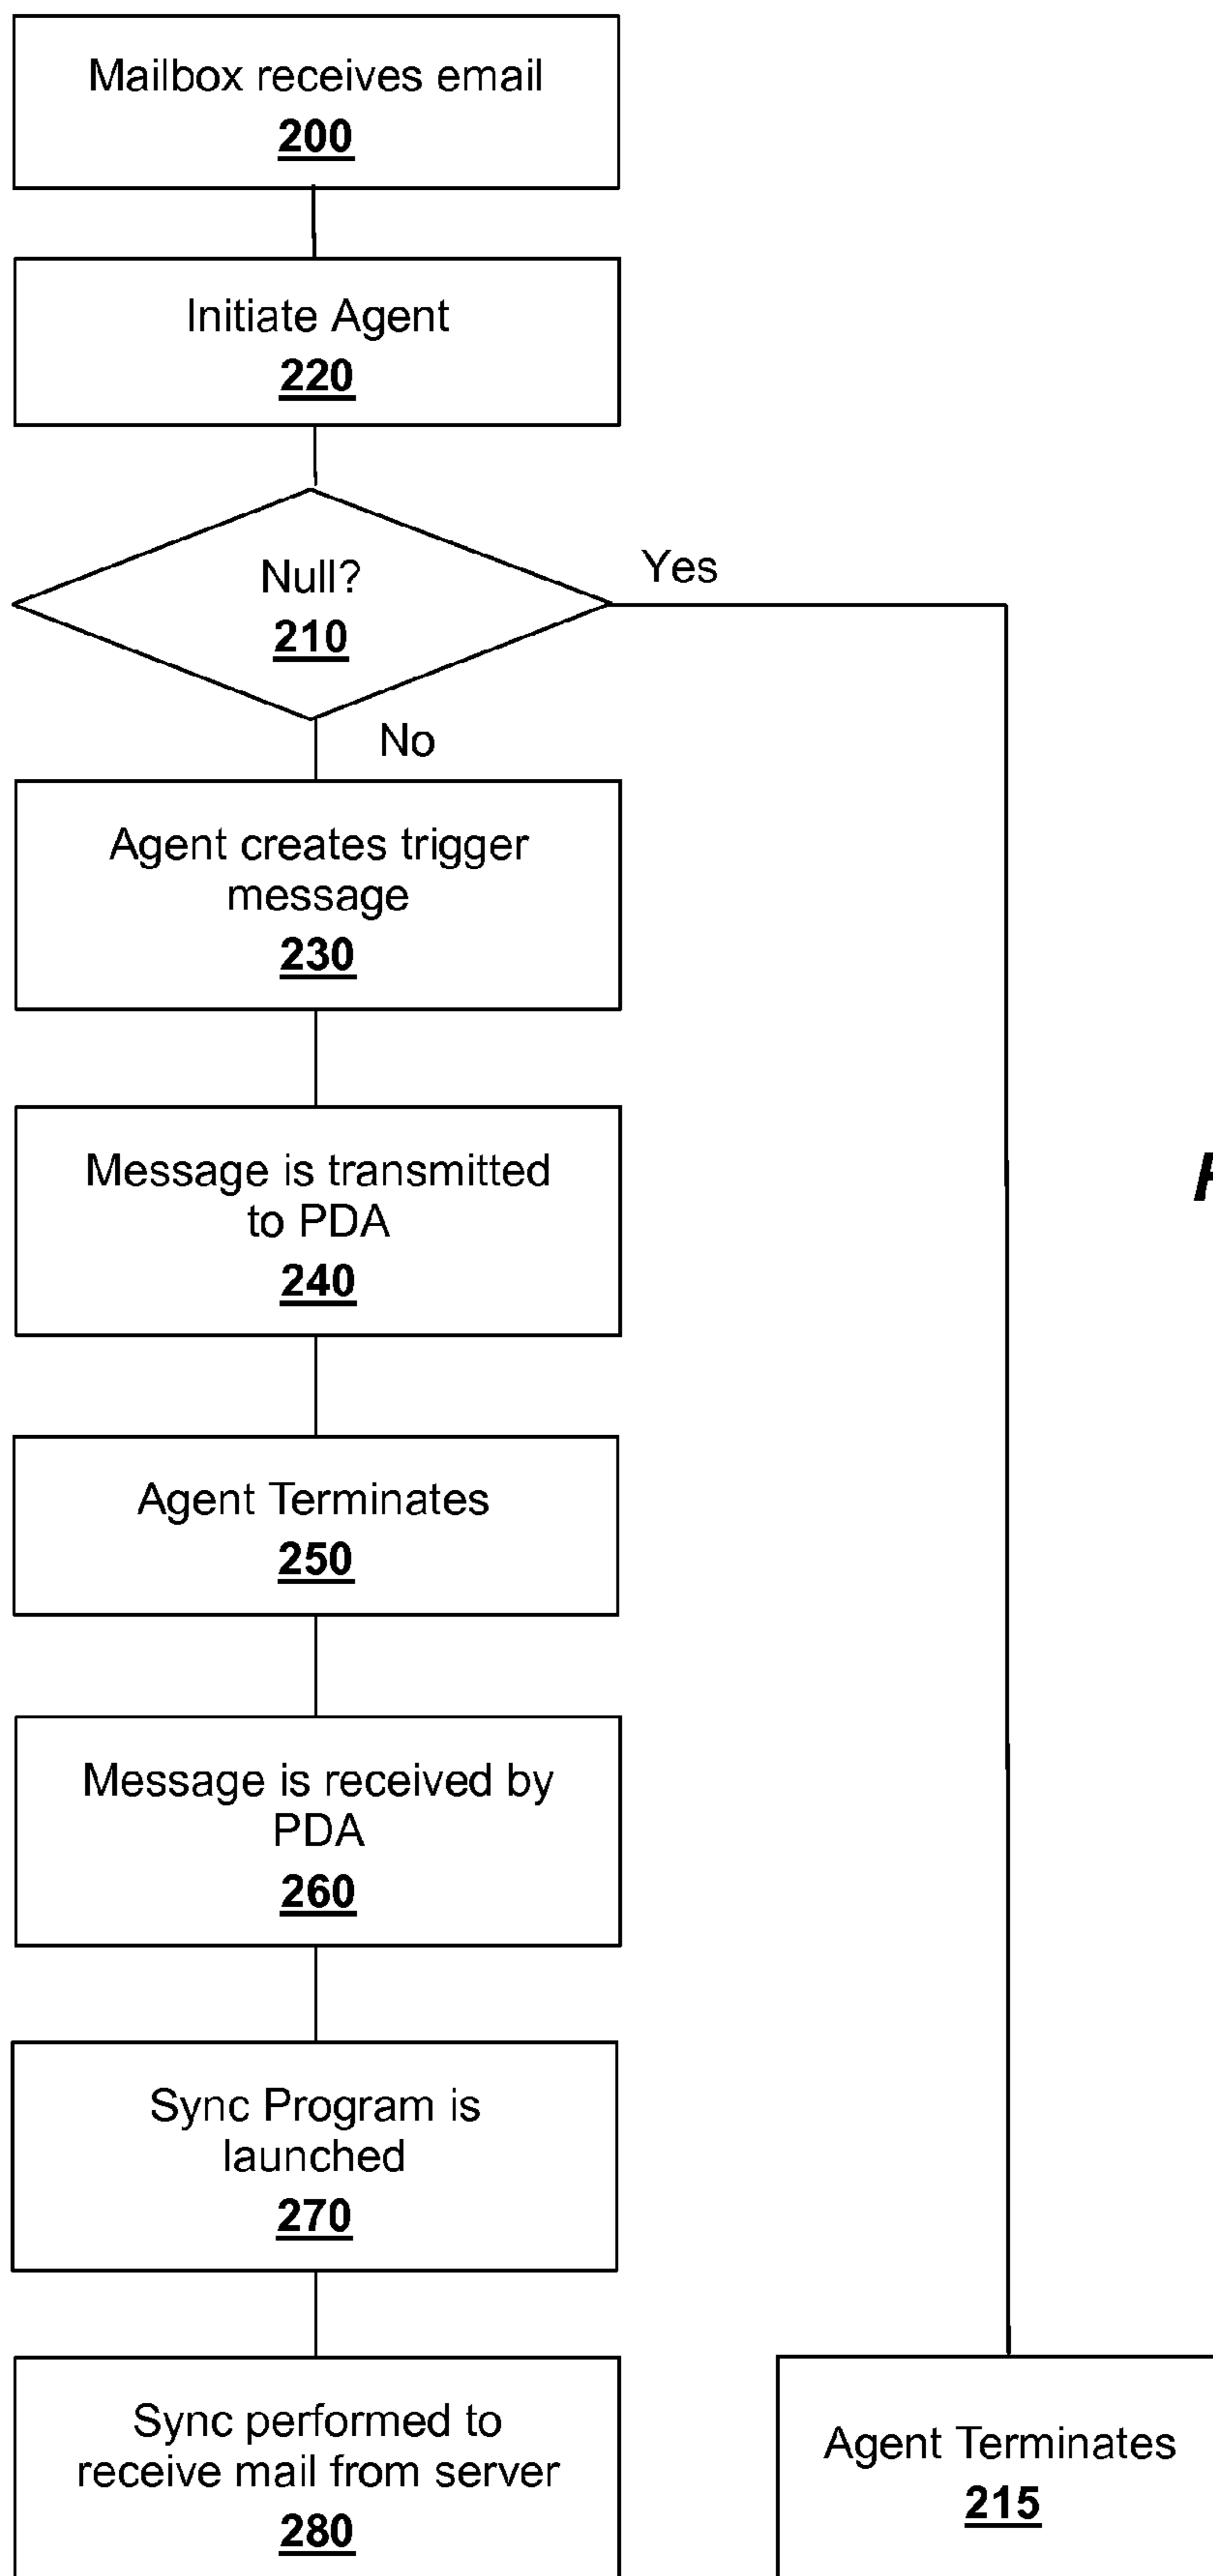 Mailbox receives email
200
Initiate Agent
220
Null?
210
Yes
No
Agent creates trigger
message
230
Message is transmitted
to PDA
240
Agent Terminates
250
Message is received by
PDA
260
Sync Program is
launched
270
Sync performed to
receive mail from server
280
Agent Terminates
215